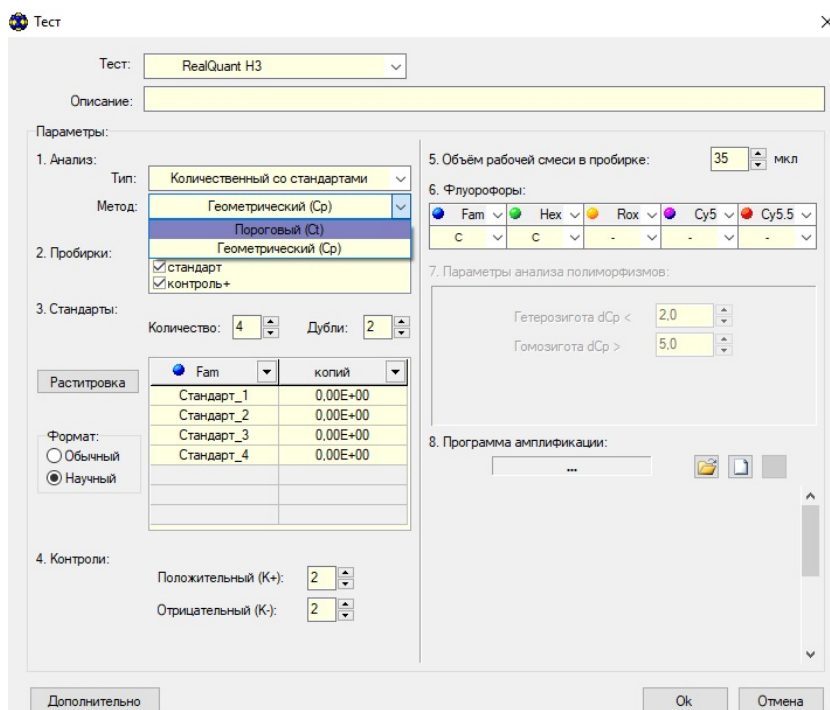 Тест
Тест: RealQuant H3
Описание:
Параметры:
1. Анализ:
Тип: Количественный со стандартами
Метод: Геометрический (Cp)
Пороговый (Ct)
Геометрический (Cp)
2. Пробирки:
стандарт
контроль+
3. Стандарты:
Количество: 4 Дубли: 2
Раститровка
Fam копий
Стандарт_1 0,00E+00
Стандарт_2 0,00E+00
Стандарт_3 0,00E+00
Стандарт_4 0,00E+00
Формат:
Обычный
Научный
4. Контроли:
Положительный (К+): 2
Отрицательный (К-): 2
5. Объём рабочей смеси в пробирке: 35 мкл
6. Флуорофоры:
Fam Hex Rox Cy5 Cy5.5
С С - - -
7. Параметры анализа полиморфизмов:
Гетерозигота dCp < 2,0
Гомозигота dCp > 5,0
8. Программа амплификации:
...
Дополнительно Ok Отмена